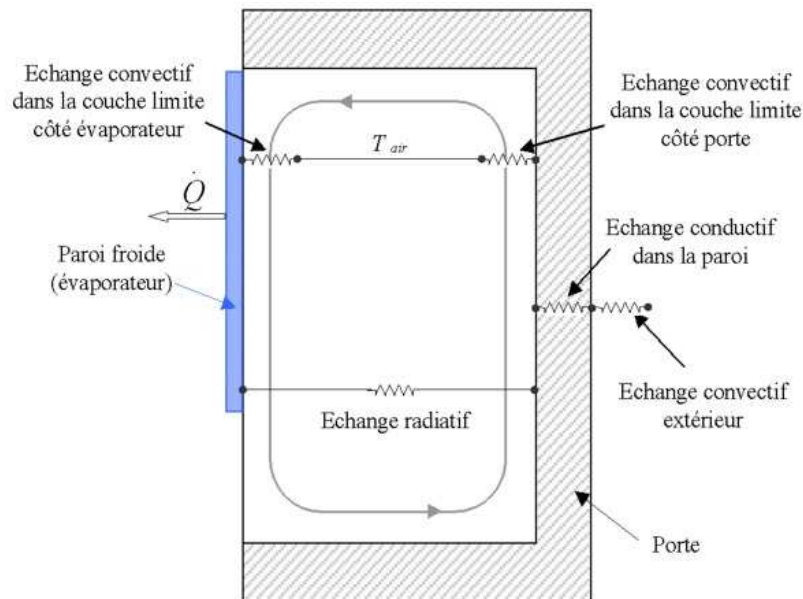 Echange convectif
dans la couche limite
côté évaporateur
Echange convectif
dans la couche limite
côté porte
T air
Q̇
Paroi froide
(évaporateur)
Echange conductif
dans la paroi
Echange radiatif
Echange convectif
extérieur
Porte